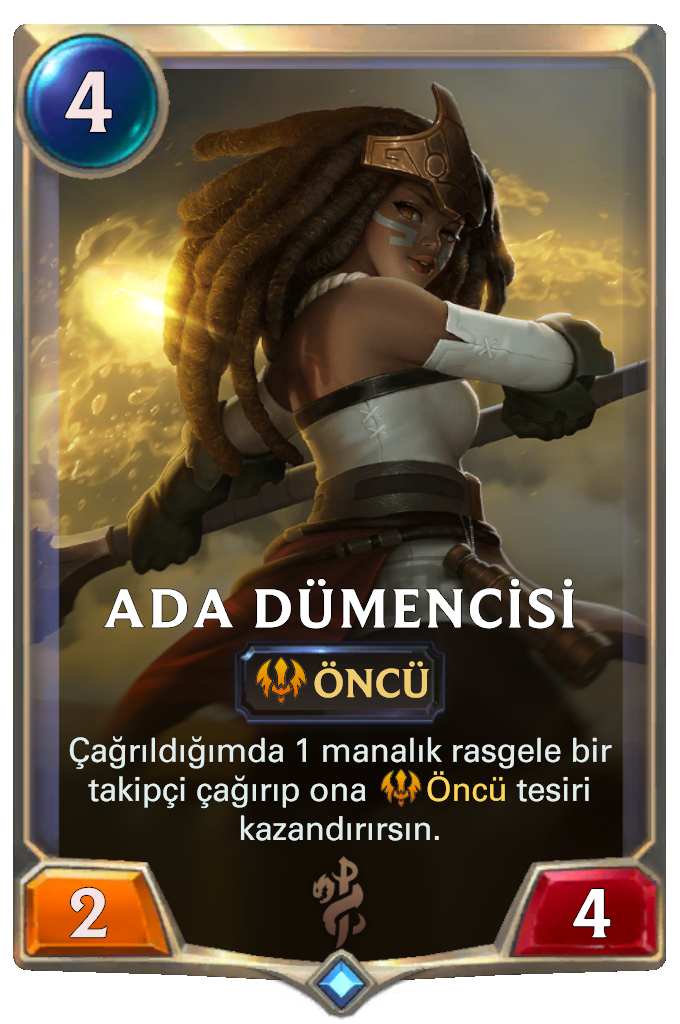 4
ADA DÜMENCİSİ
ÖNCÜ
Çağrıldığımda 1 manalık rasgele bir
takipçi çağırıp ona Öncü tesiri
kazandırırsın.
2
4